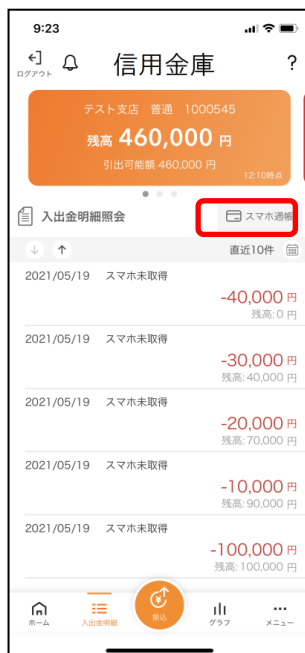 9:23
ログアウト
信用金庫
?
テスト支店 普通 1000545
残高 460,000 円
引出可能額 460,000 円
12:10時点
入出金明細照会
スマホ通帳
直近10件
2021/05/19 スマホ未取得
-40,000 円
残高:0 円
2021/05/19 スマホ未取得
-30,000 円
残高:40,000 円
2021/05/19 スマホ未取得
-20,000 円
残高:70,000 円
2021/05/19 スマホ未取得
-10,000 円
残高:90,000 円
2021/05/19 スマホ未取得
-100,000 円
残高:100,000 円
ホーム 入出金明細 振込 グラフ メニュー